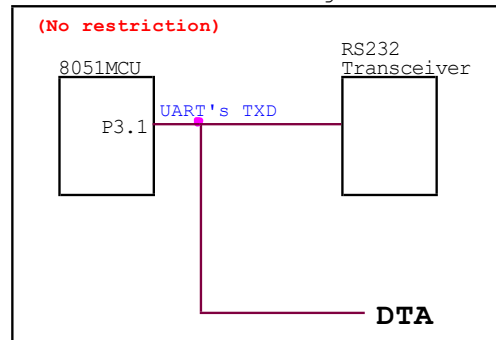 (No restriction)
RS232
8051MCU
Transceiver
UART's TXD
P3.1
DTA